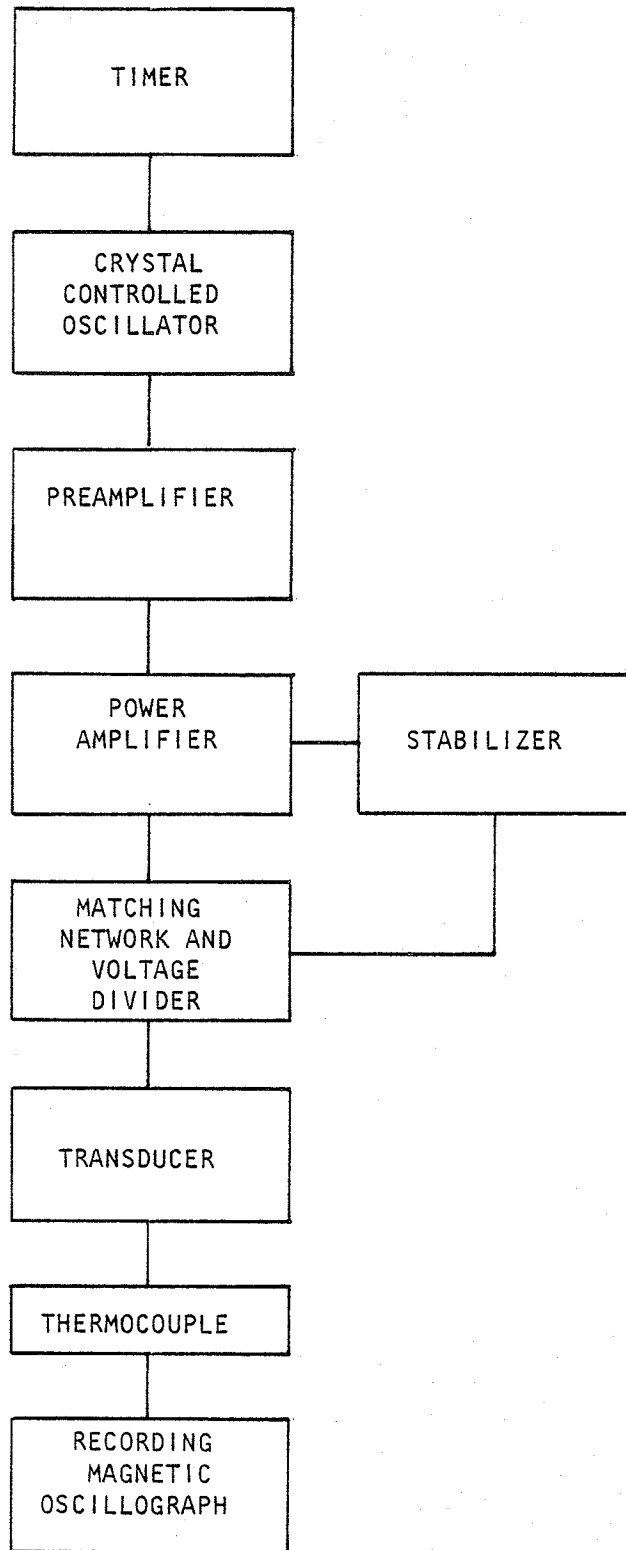 TIMER
CRYSTAL
CONTROLLED
OSCILLATOR
PREAMPLIFIER
POWER
AMPLIFIER
STABILIZER
MATCHING
NETWORK AND
VOLTAGE
DIVIDER
TRANSDUCER
THERMOCOUPLE
RECORDING
MAGNETIC
OSCILLOGRAPH